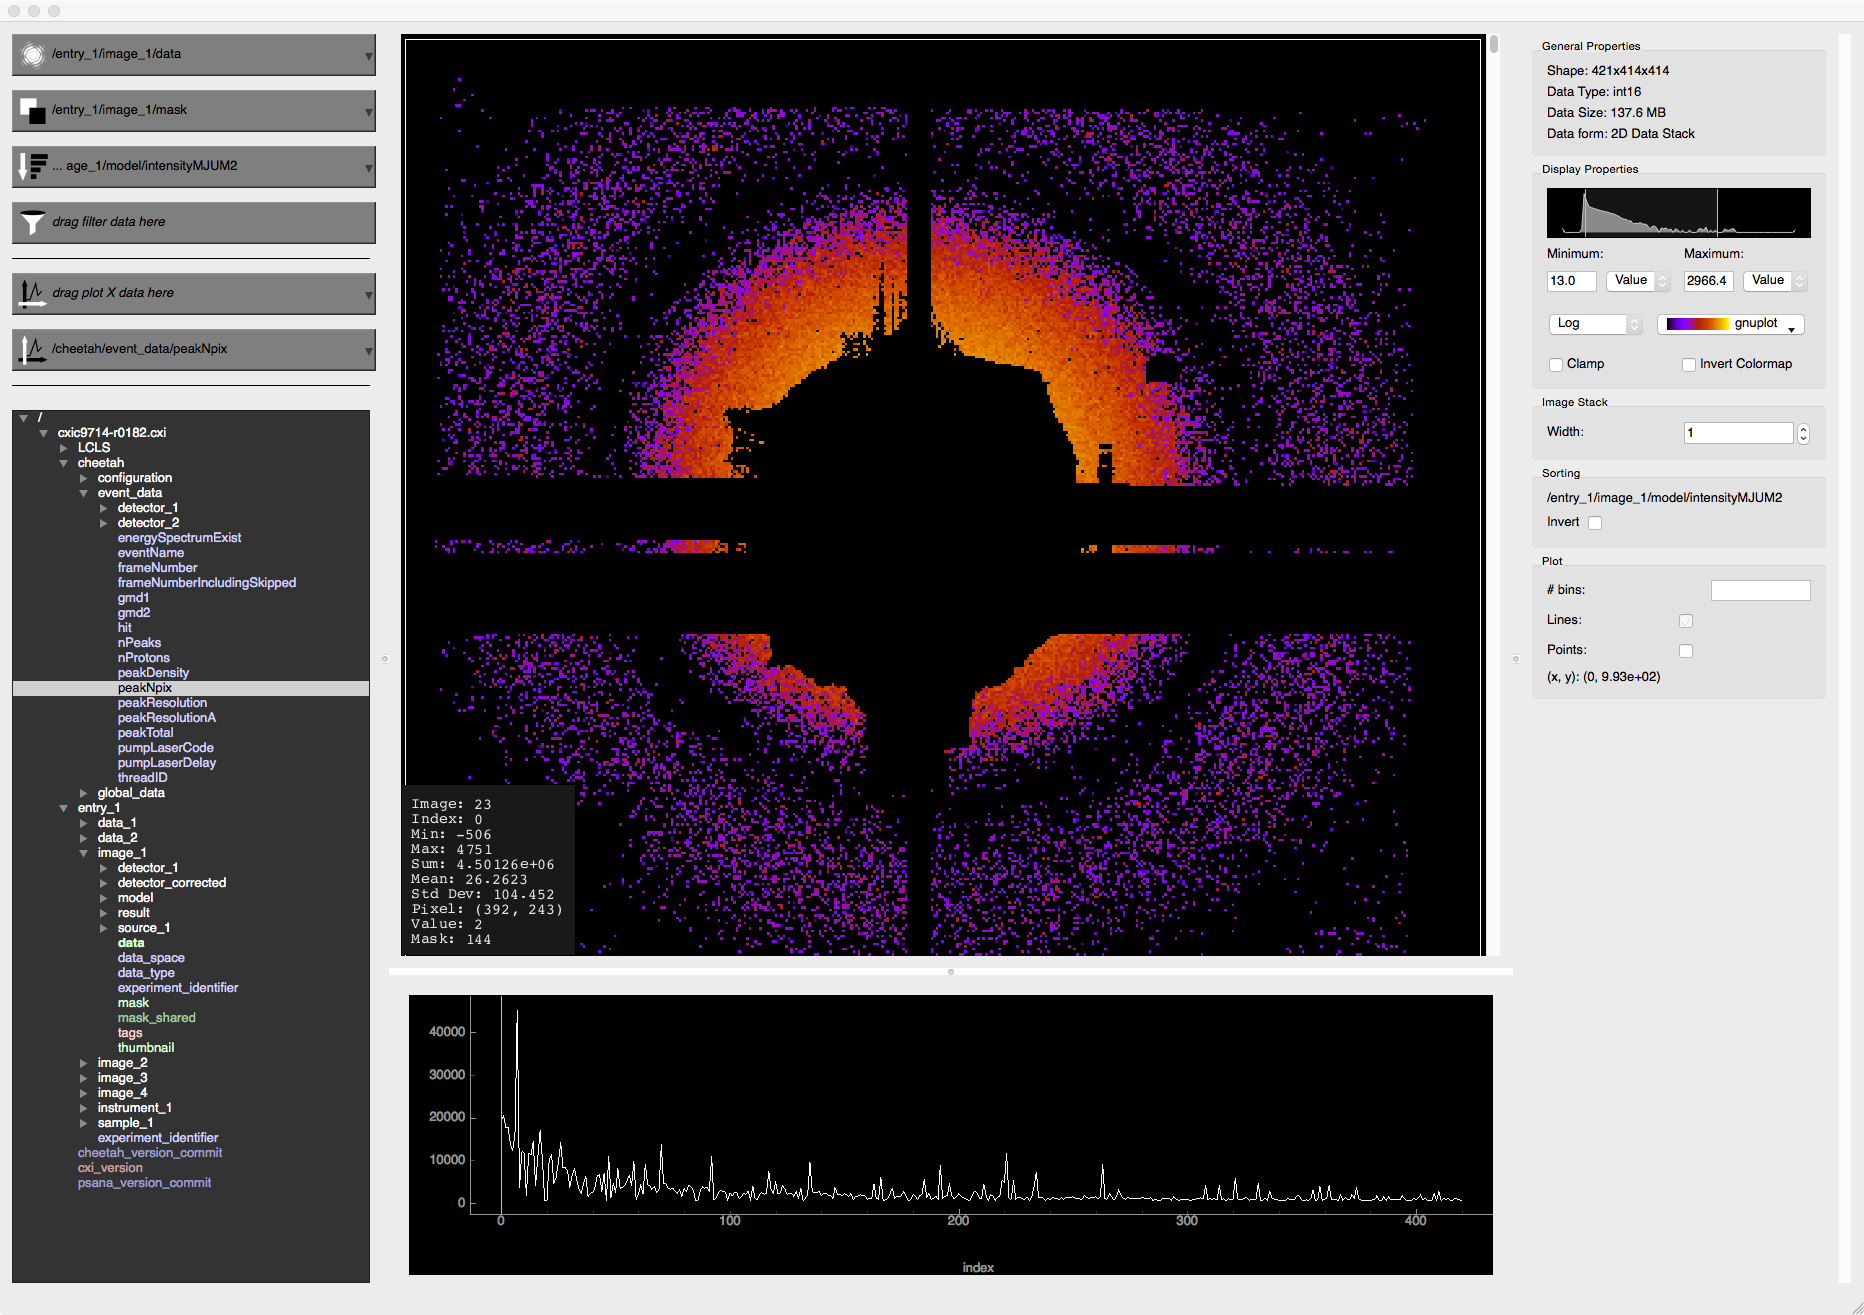 /entry_1/image_1/data
/entry_1/image_1/mask
... age_1/model/intensityMJUM2
drag filter data here
drag plot X data here
/cheetah/event_data/peakNpix
/
cxic9714-r0182.cxi
LCLS
cheetah
configuration
event_data
detector_1
detector_2
energySpectrumExist
eventName
frameNumber
frameNumberIncludingSkipped
gmd1
gmd2
hit
nPeaks
nProtons
peakDensity
peakNpix
peakResolution
peakResolutionA
peakTotal
pumpLaserCode
pumpLaserDelay
threadID
global_data
entry_1
data_1
data_2
image_1
detector_1
detector_corrected
model
result
source_1
data
data_space
data_type
experiment_identifier
mask
mask_shared
tags
thumbnail
image_2
image_3
image_4
instrument_1
sample_1
experiment_identifier
cheetah_version_commit
cxi_version
psana_version_commit
Image: 23
Index: 0
Min: -506
Max: 4751
Sum: 4.50126e+06
Mean: 26.2623
Std Dev: 104.452
Pixel: (392, 243)
Value: 2
Mask: 144
40000
30000
20000
10000
0
0 100 200 300 400
index
General Properties
Shape: 421x414x414
Data Type: int16
Data Size: 137.6 MB
Data form: 2D Data Stack
Display Properties
Minimum: Maximum:
13.0 Value 2966.4 Value
Log gnuplot
Clamp Invert Colormap
Image Stack
Width: 1
Sorting
/entry_1/image_1/model/intensityMJUM2
Invert
Plot
# bins:
Lines:
Points:
(x, y): (0, 9.93e+02)